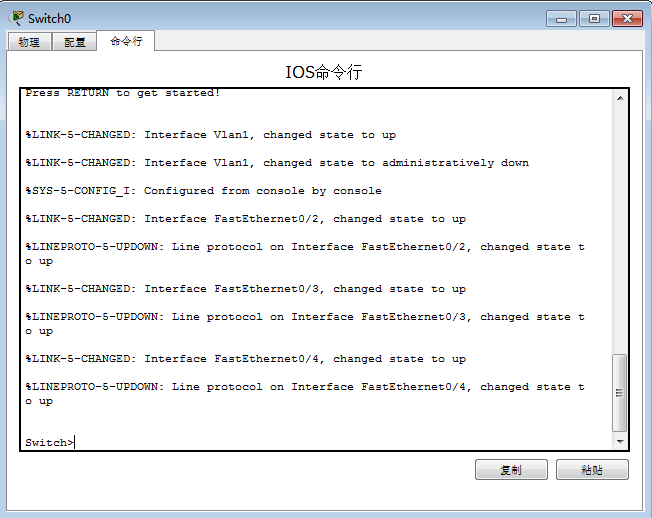 Switch0
物理 配置 命令行
IOS命令行
Press RETURN to get started!
%LINK-5-CHANGED: Interface Vlan1, changed state to up
%LINK-5-CHANGED: Interface Vlan1, changed state to administratively down
%SYS-5-CONFIG_I: Configured from console by console
%LINK-5-CHANGED: Interface FastEthernet0/2, changed state to up
%LINEPROTO-5-UPDOWN: Line protocol on Interface FastEthernet0/2, changed state t
o up
%LINK-5-CHANGED: Interface FastEthernet0/3, changed state to up
%LINEPROTO-5-UPDOWN: Line protocol on Interface FastEthernet0/3, changed state t
o up
%LINK-5-CHANGED: Interface FastEthernet0/4, changed state to up
%LINEPROTO-5-UPDOWN: Line protocol on Interface FastEthernet0/4, changed state t
o up
Switch>
复制 粘贴